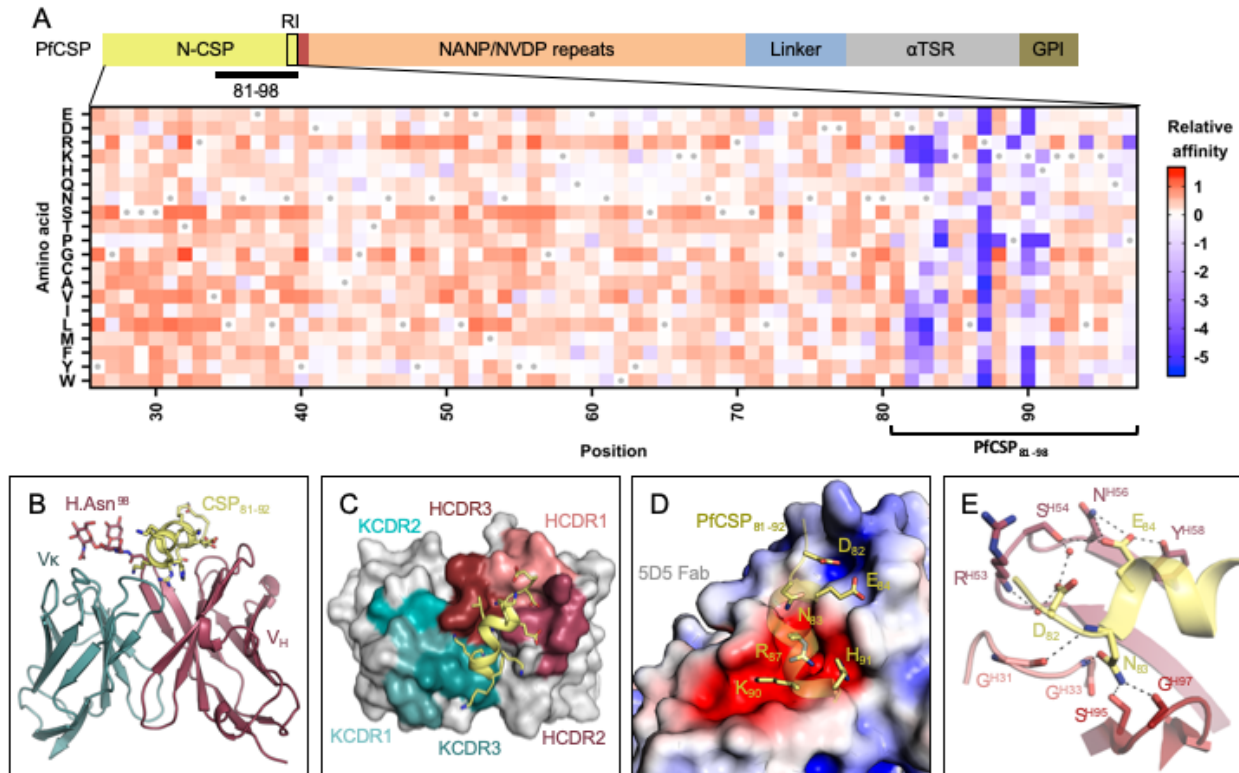 A
RI
PfCSP
N-CSP
NANP/NVDP repeats
Linker
αTSR
GPI
81-98
E
D
R
K
H
Q
N
S
T
P
G
C
A
V
I
L
M
F
Y
W
Amino acid
30
40
50
60
70
80
90
Position
PfCSP81-98
Relative
affinity
1
0
-1
-2
-3
-4
-5
B
H.Asn98
CSP81-92
Vκ
VH
C
HCDR3
KCDR2
HCDR1
KCDR1
KCDR3
HCDR2
D
PfCSP81-92
D82
5D5 Fab
E84
N83
R87
H91
K90
E
NH56
SH54
E84
YH58
RH53
D82
N83
GH31
GH33
GH97
SH95